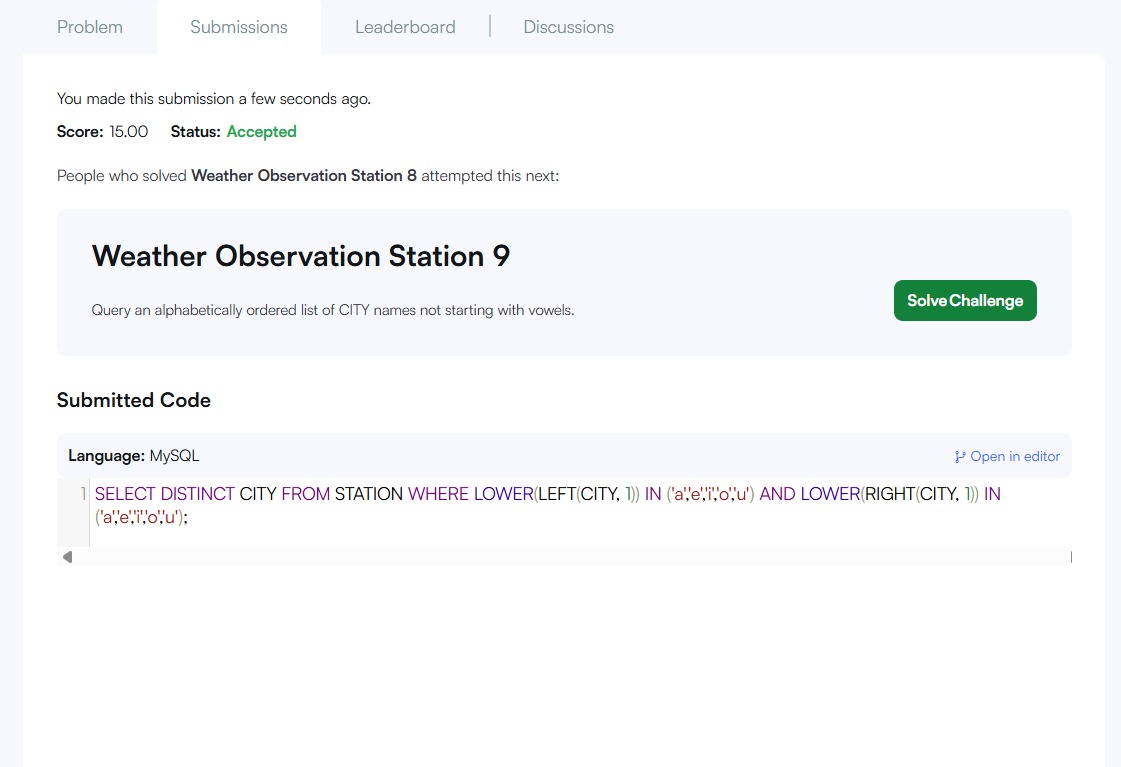 Problem
Submissions
Leaderboard
Discussions
You made this submission a few seconds ago.
Score: 15.00 Status: Accepted
People who solved Weather Observation Station 8 attempted this next:
Weather Observation Station 9
Query an alphabetically ordered list of CITY names not starting with vowels.
Solve Challenge
Submitted Code
Language: MySQL
Open in editor
1 SELECT DISTINCT CITY FROM STATION WHERE LOWER(LEFT(CITY, 1)) IN ('a','e','i','o','u') AND LOWER(RIGHT(CITY, 1)) IN
('a','e','i','o','u');